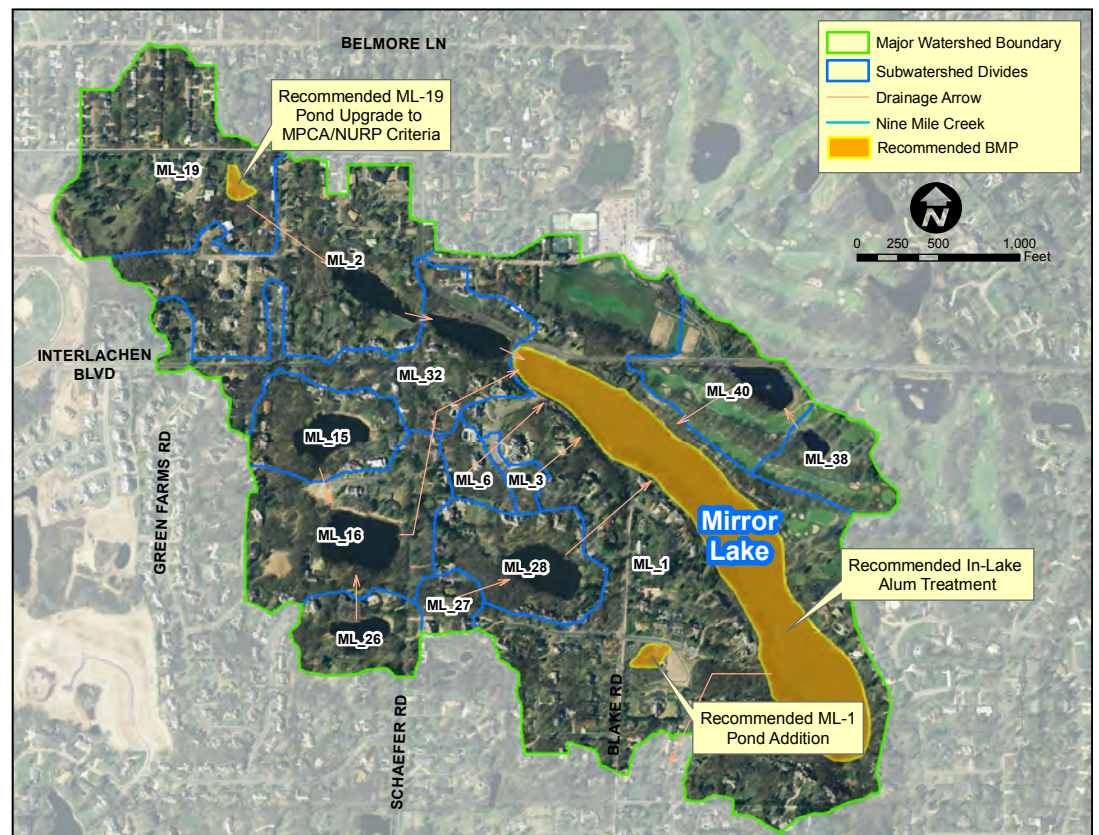 BELMORE LN
Major Watershed Boundary
Subwatershed Divides
Drainage Arrow
Nine Mile Creek
Recommended BMP
N
0 250 500 1,000
Feet
Recommended ML-19
Pond Upgrade to
MPCA/NURP Criteria
ML_19
ML_2
INTERLACHEN
BLVD
ML_32
ML_40
ML_15
ML_38
ML_6
ML_3
GREEN FARMS RD
ML_16
Mirror
Lake
ML_28
ML_1
Recommended In-Lake
Alum Treatment
ML_27
ML_26
SCHAEFER RD
BLAKE RD
Recommended ML-1
Pond Addition